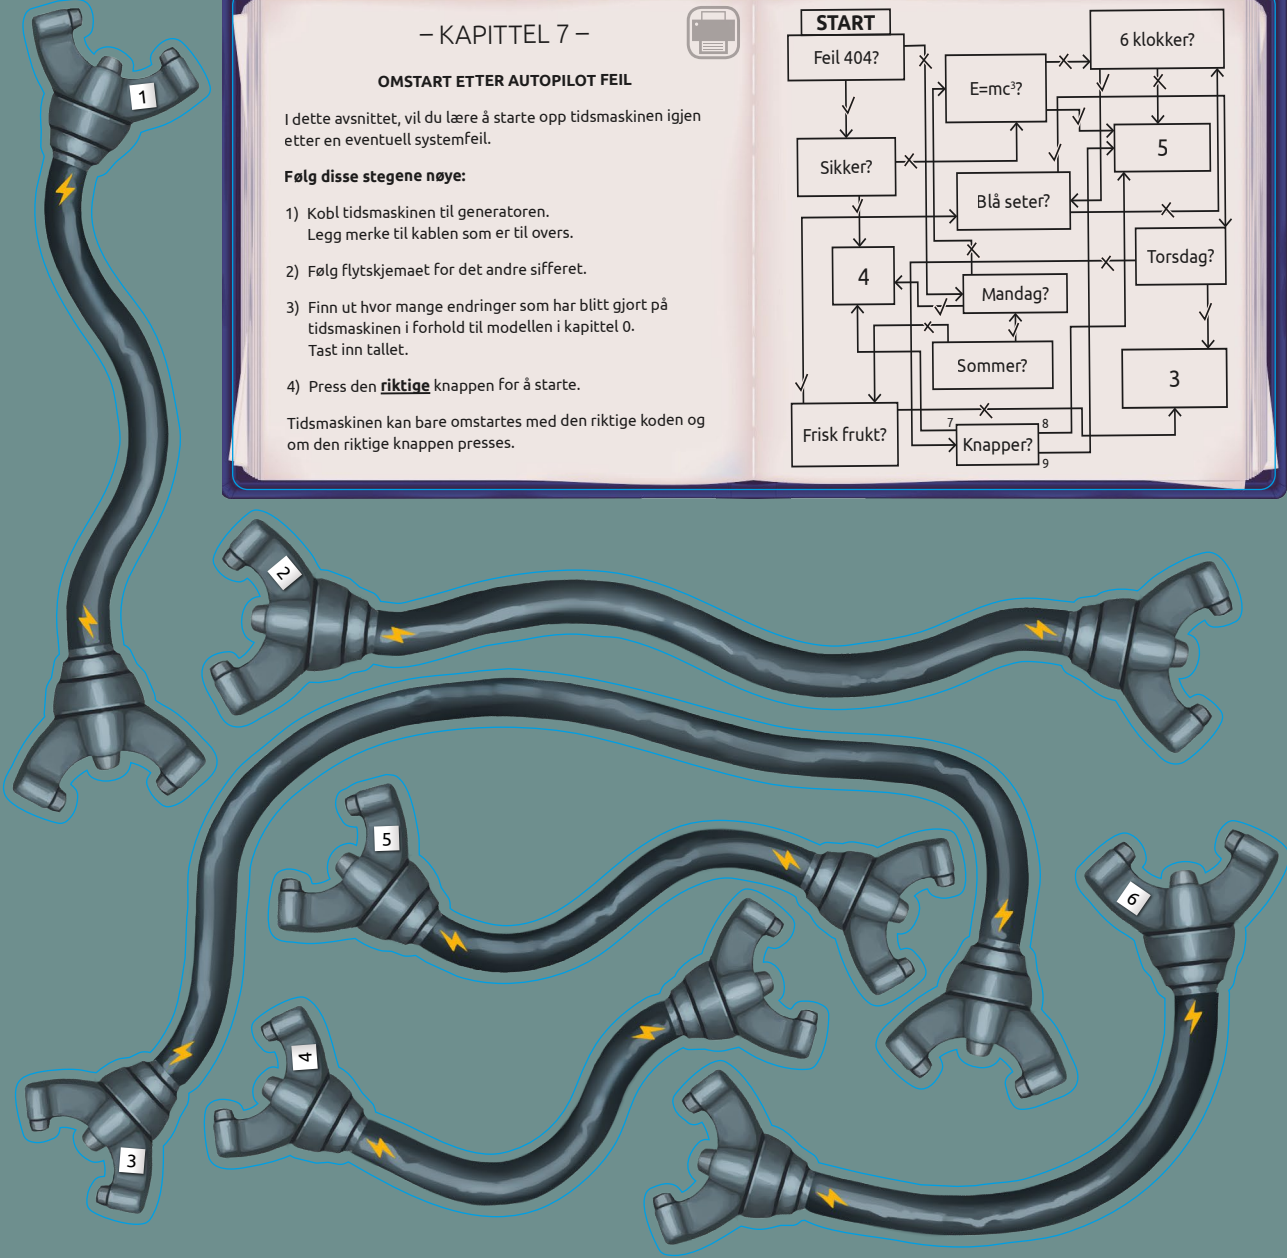 – KAPITTEL 7 –
OMSTART ETTER AUTOPILOT FEIL
I dette avsnittet, vil du lære å starte opp tidsmaskinen igjen
etter en eventuell systemfeil.
Følg disse stegene nøye:
1) Kobl tidsmaskinen til generatoren.
Legg merke til kablen som er til overs.
2) Følg flytskjemaet for det andre sifferet.
3) Finn ut hvor mange endringer som har blitt gjort på
tidsmaskinen i forhold til modellen i kapittel 0.
Tast inn tallet.
4) Press den riktige knappen for å starte.
Tidsmaskinen kan bare omstartes med den riktige koden og
om den riktige knappen presses.
START
Feil 404?
6 klokker?
E=mc³?
5
Sikker?
Blå seter?
Torsdag?
4
Mandag?
Sommer?
3
Frisk frukt?
7
8
Knapper?
9
1
2
5
6
4
3